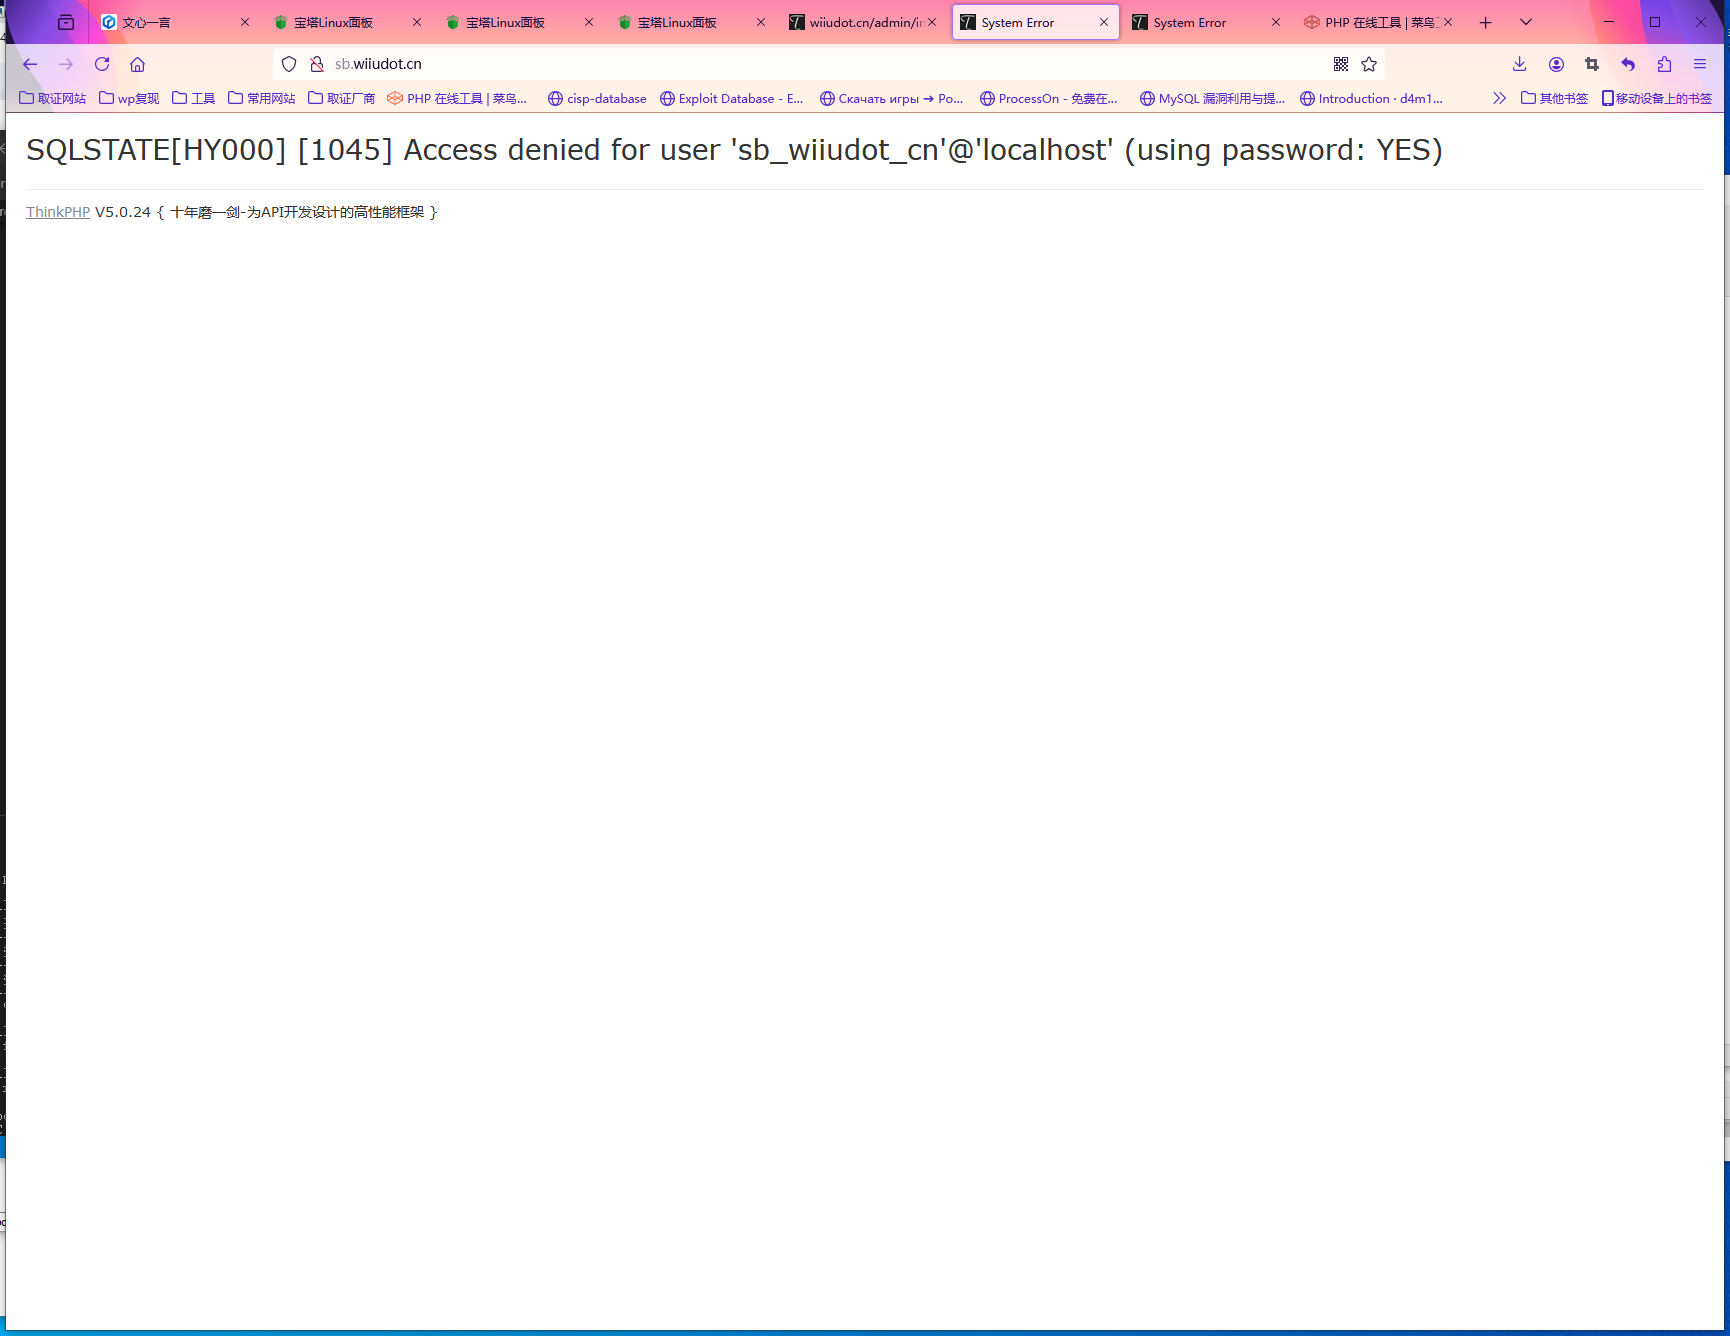 文心一言
宝塔Linux面板
宝塔Linux面板
宝塔Linux面板
wiiudot.cn/admin/in
System Error
System Error
PHP 在线工具 | 菜鸟工
sb.wiiudot.cn
取证网站
wp复现
工具
常用网站
取证厂商
PHP 在线工具 | 菜鸟...
cisp-database
Exploit Database - E...
Скачать игры → Po...
ProcessOn - 免费在...
MySQL 漏洞利用与提...
Introduction · d4m1...
其他书签
移动设备上的书签
SQLSTATE[HY000] [1045] Access denied for user 'sb_wiiudot_cn'@'localhost' (using password: YES)
ThinkPHP V5.0.24 { 十年磨一剑-为API开发设计的高性能框架 }